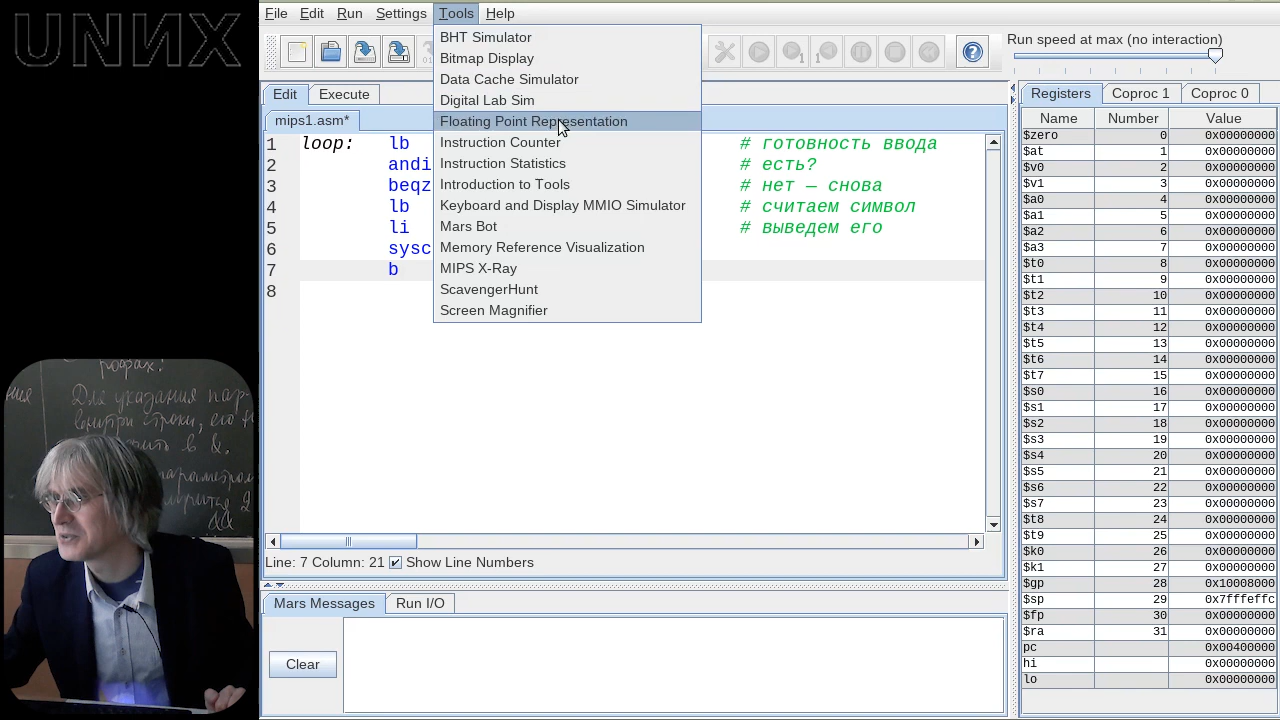 UNИX
File Edit Run Settings Tools Help
BHT Simulator
Bitmap Display
Data Cache Simulator
Digital Lab Sim
Floating Point Representation
Instruction Counter
Instruction Statistics
Introduction to Tools
Keyboard and Display MMIO Simulator
Mars Bot
Memory Reference Visualization
MIPS X-Ray
ScavengerHunt
Screen Magnifier
Run speed at max (no interaction)
Edit Execute
mips1.asm*
1 loop: lb # готовность ввода
2 andi # есть?
3 beqz # нет — снова
4 lb # считаем символ
5 li # выведем его
6 sysc
7 b
8
Line: 7 Column: 21 Show Line Numbers
Mars Messages Run I/O
Clear
Registers Coproc 1 Coproc 0
Name Number Value
$zero 0 0x00000000
$at 1 0x00000000
$v0 2 0x00000000
$v1 3 0x00000000
$a0 4 0x00000000
$a1 5 0x00000000
$a2 6 0x00000000
$a3 7 0x00000000
$t0 8 0x00000000
$t1 9 0x00000000
$t2 10 0x00000000
$t3 11 0x00000000
$t4 12 0x00000000
$t5 13 0x00000000
$t6 14 0x00000000
$t7 15 0x00000000
$s0 16 0x00000000
$s1 17 0x00000000
$s2 18 0x00000000
$s3 19 0x00000000
$s4 20 0x00000000
$s5 21 0x00000000
$s6 22 0x00000000
$s7 23 0x00000000
$t8 24 0x00000000
$t9 25 0x00000000
$k0 26 0x00000000
$k1 27 0x00000000
$gp 28 0x10008000
$sp 29 0x7fffeffc
$fp 30 0x00000000
$ra 31 0x00000000
pc 0x00400000
hi 0x00000000
lo 0x00000000
Для указания пар-
внутри строки, его
в &.